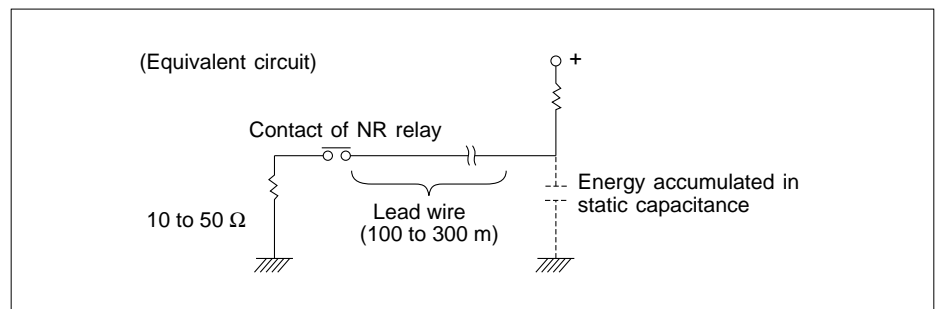 (Equivalent circuit)
+
Contact of NR relay
Energy accumulated in
static capacitance
10 to 50 Ω
Lead wire
(100 to 300 m)